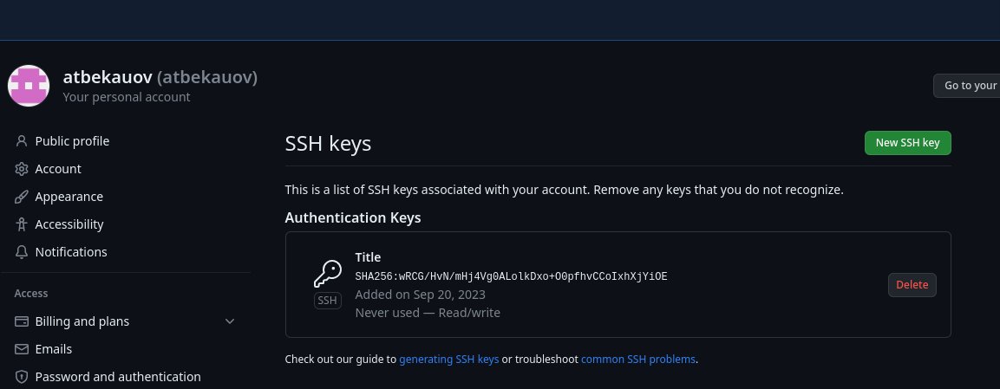 atbekauov (atbekauov)
Your personal account
Go to your
Public profile
Account
Appearance
Accessibility
Notifications
Access
Billing and plans
Emails
Password and authentication
SSH keys
New SSH key
This is a list of SSH keys associated with your account. Remove any keys that you do not recognize.
Authentication Keys
Title
SHA256:wRCG/HvN/mHj4Vg0ALolkDxo+O0pfhvCCoIxhXjYiOE
Added on Sep 20, 2023
Never used — Read/write
SSH
Delete
Check out our guide to generating SSH keys or troubleshoot common SSH problems.